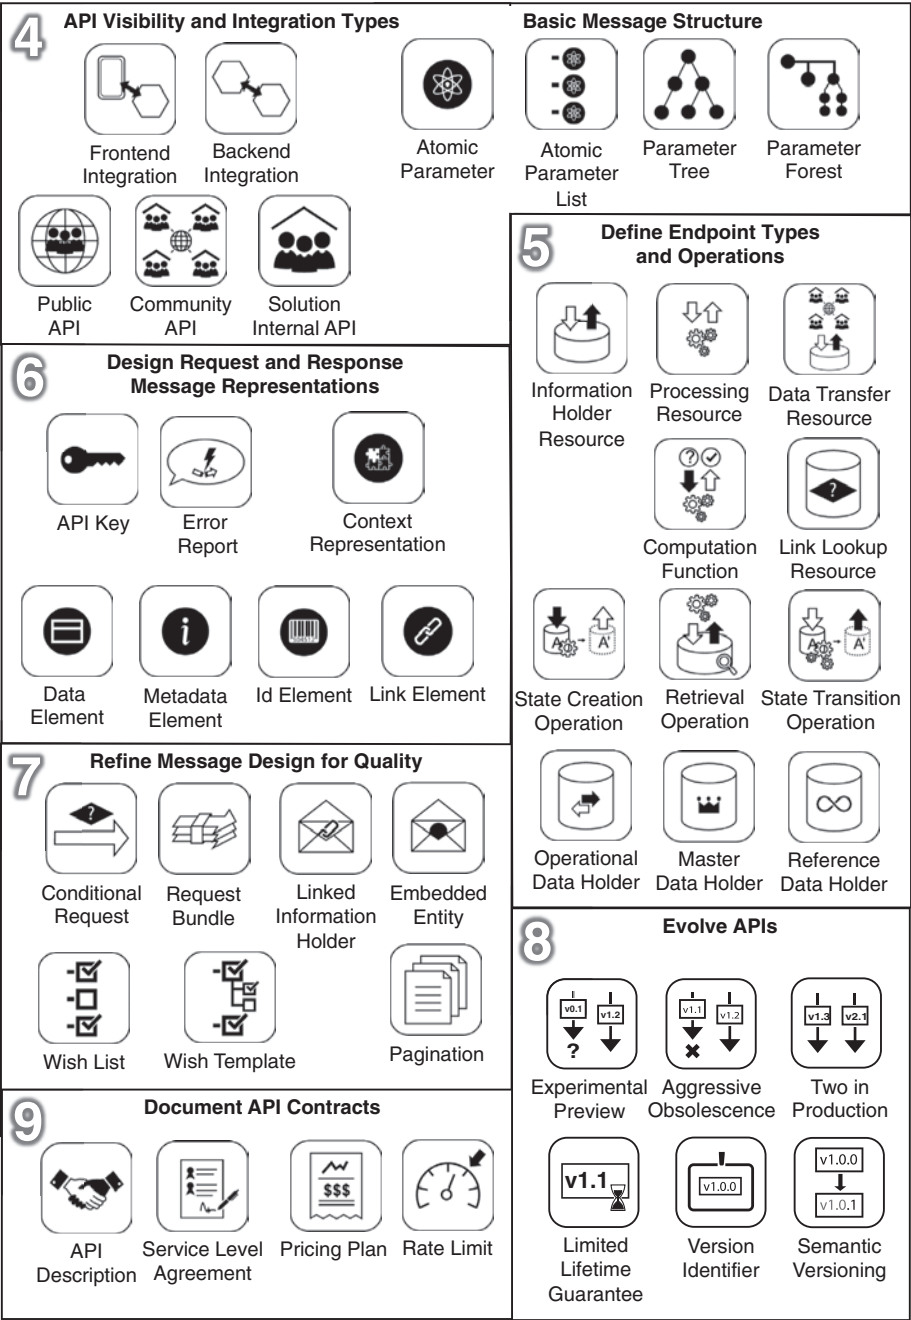 4
API Visibility and Integration Types
Frontend
Integration
Backend
Integration
Public
API
Community
API
Solution
Internal API
Basic Message Structure
Atomic
Parameter
Atomic
Parameter
List
Parameter
Tree
Parameter
Forest
5
Define Endpoint Types
and Operations
Information
Holder
Resource
Processing
Resource
Data Transfer
Resource
?
Computation
Function
?
Link Lookup
Resource
A
A'
State Creation
Operation
Retrieval
Operation
A
A'
State Transition
Operation
Operational
Data Holder
Master
Data Holder
Reference
Data Holder
6
Design Request and Response
Message Representations
API Key
Error
Report
Context
Representation
Data
Element
i
Metadata
Element
Id Element
Link Element
7
Refine Message Design for Quality
?
Conditional
Request
Request
Bundle
Linked
Information
Holder
Embedded
Entity
Wish List
Wish Template
Pagination
8
Evolve APIs
v0.1
v1.2
?
Experimental
Preview
v1.1
v1.2
Aggressive
Obsolescence
v1.3
v2.1
Two in
Production
v1.1
Limited
Lifetime
Guarantee
v1.0.0
Version
Identifier
v1.0.0
v1.0.1
Semantic
Versioning
9
Document API Contracts
API
Description
Service Level
Agreement
$$$
Pricing Plan
Rate Limit